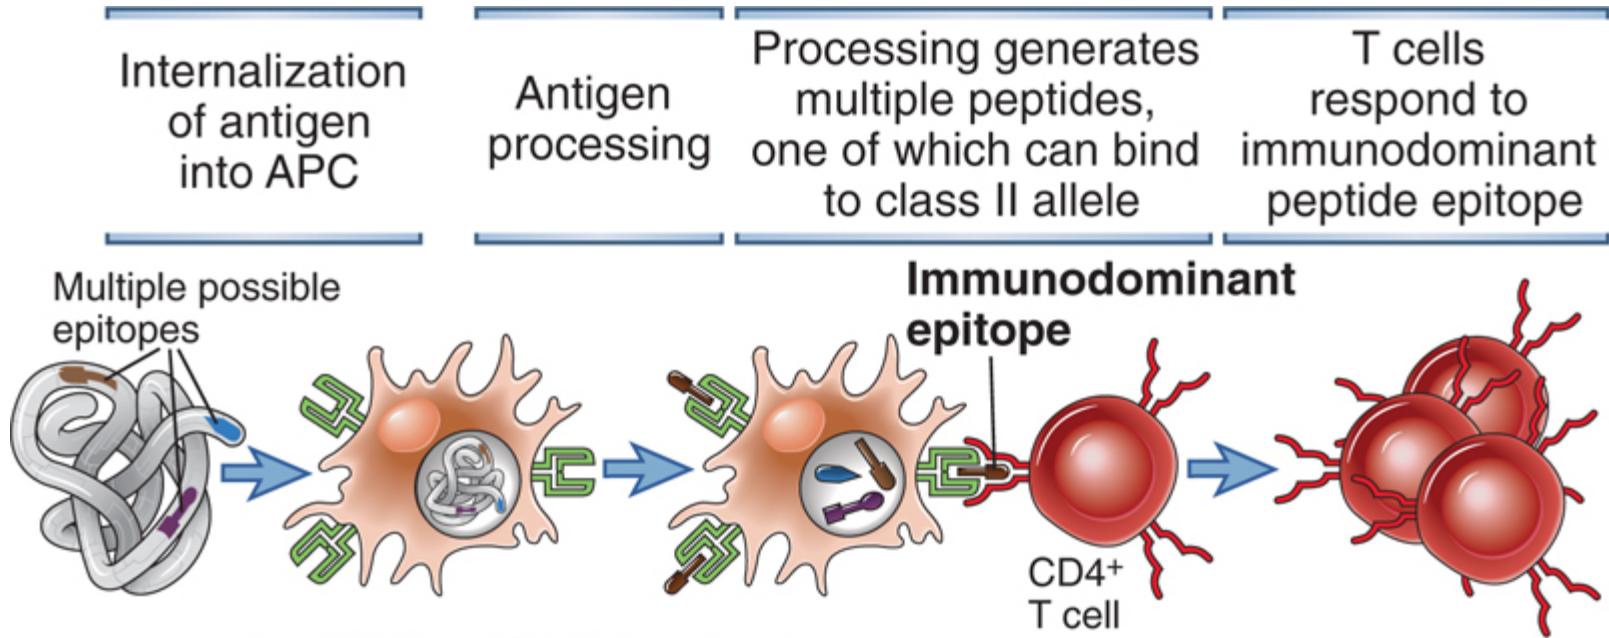 Internalization
of antigen
into APC
Antigen
processing
Processing generates
multiple peptides,
one of which can bind
to class II allele
T cells
respond to
immunodominant
peptide epitope
Multiple possible
epitopes
Immunodominant
epitope
CD4⁺
T cell